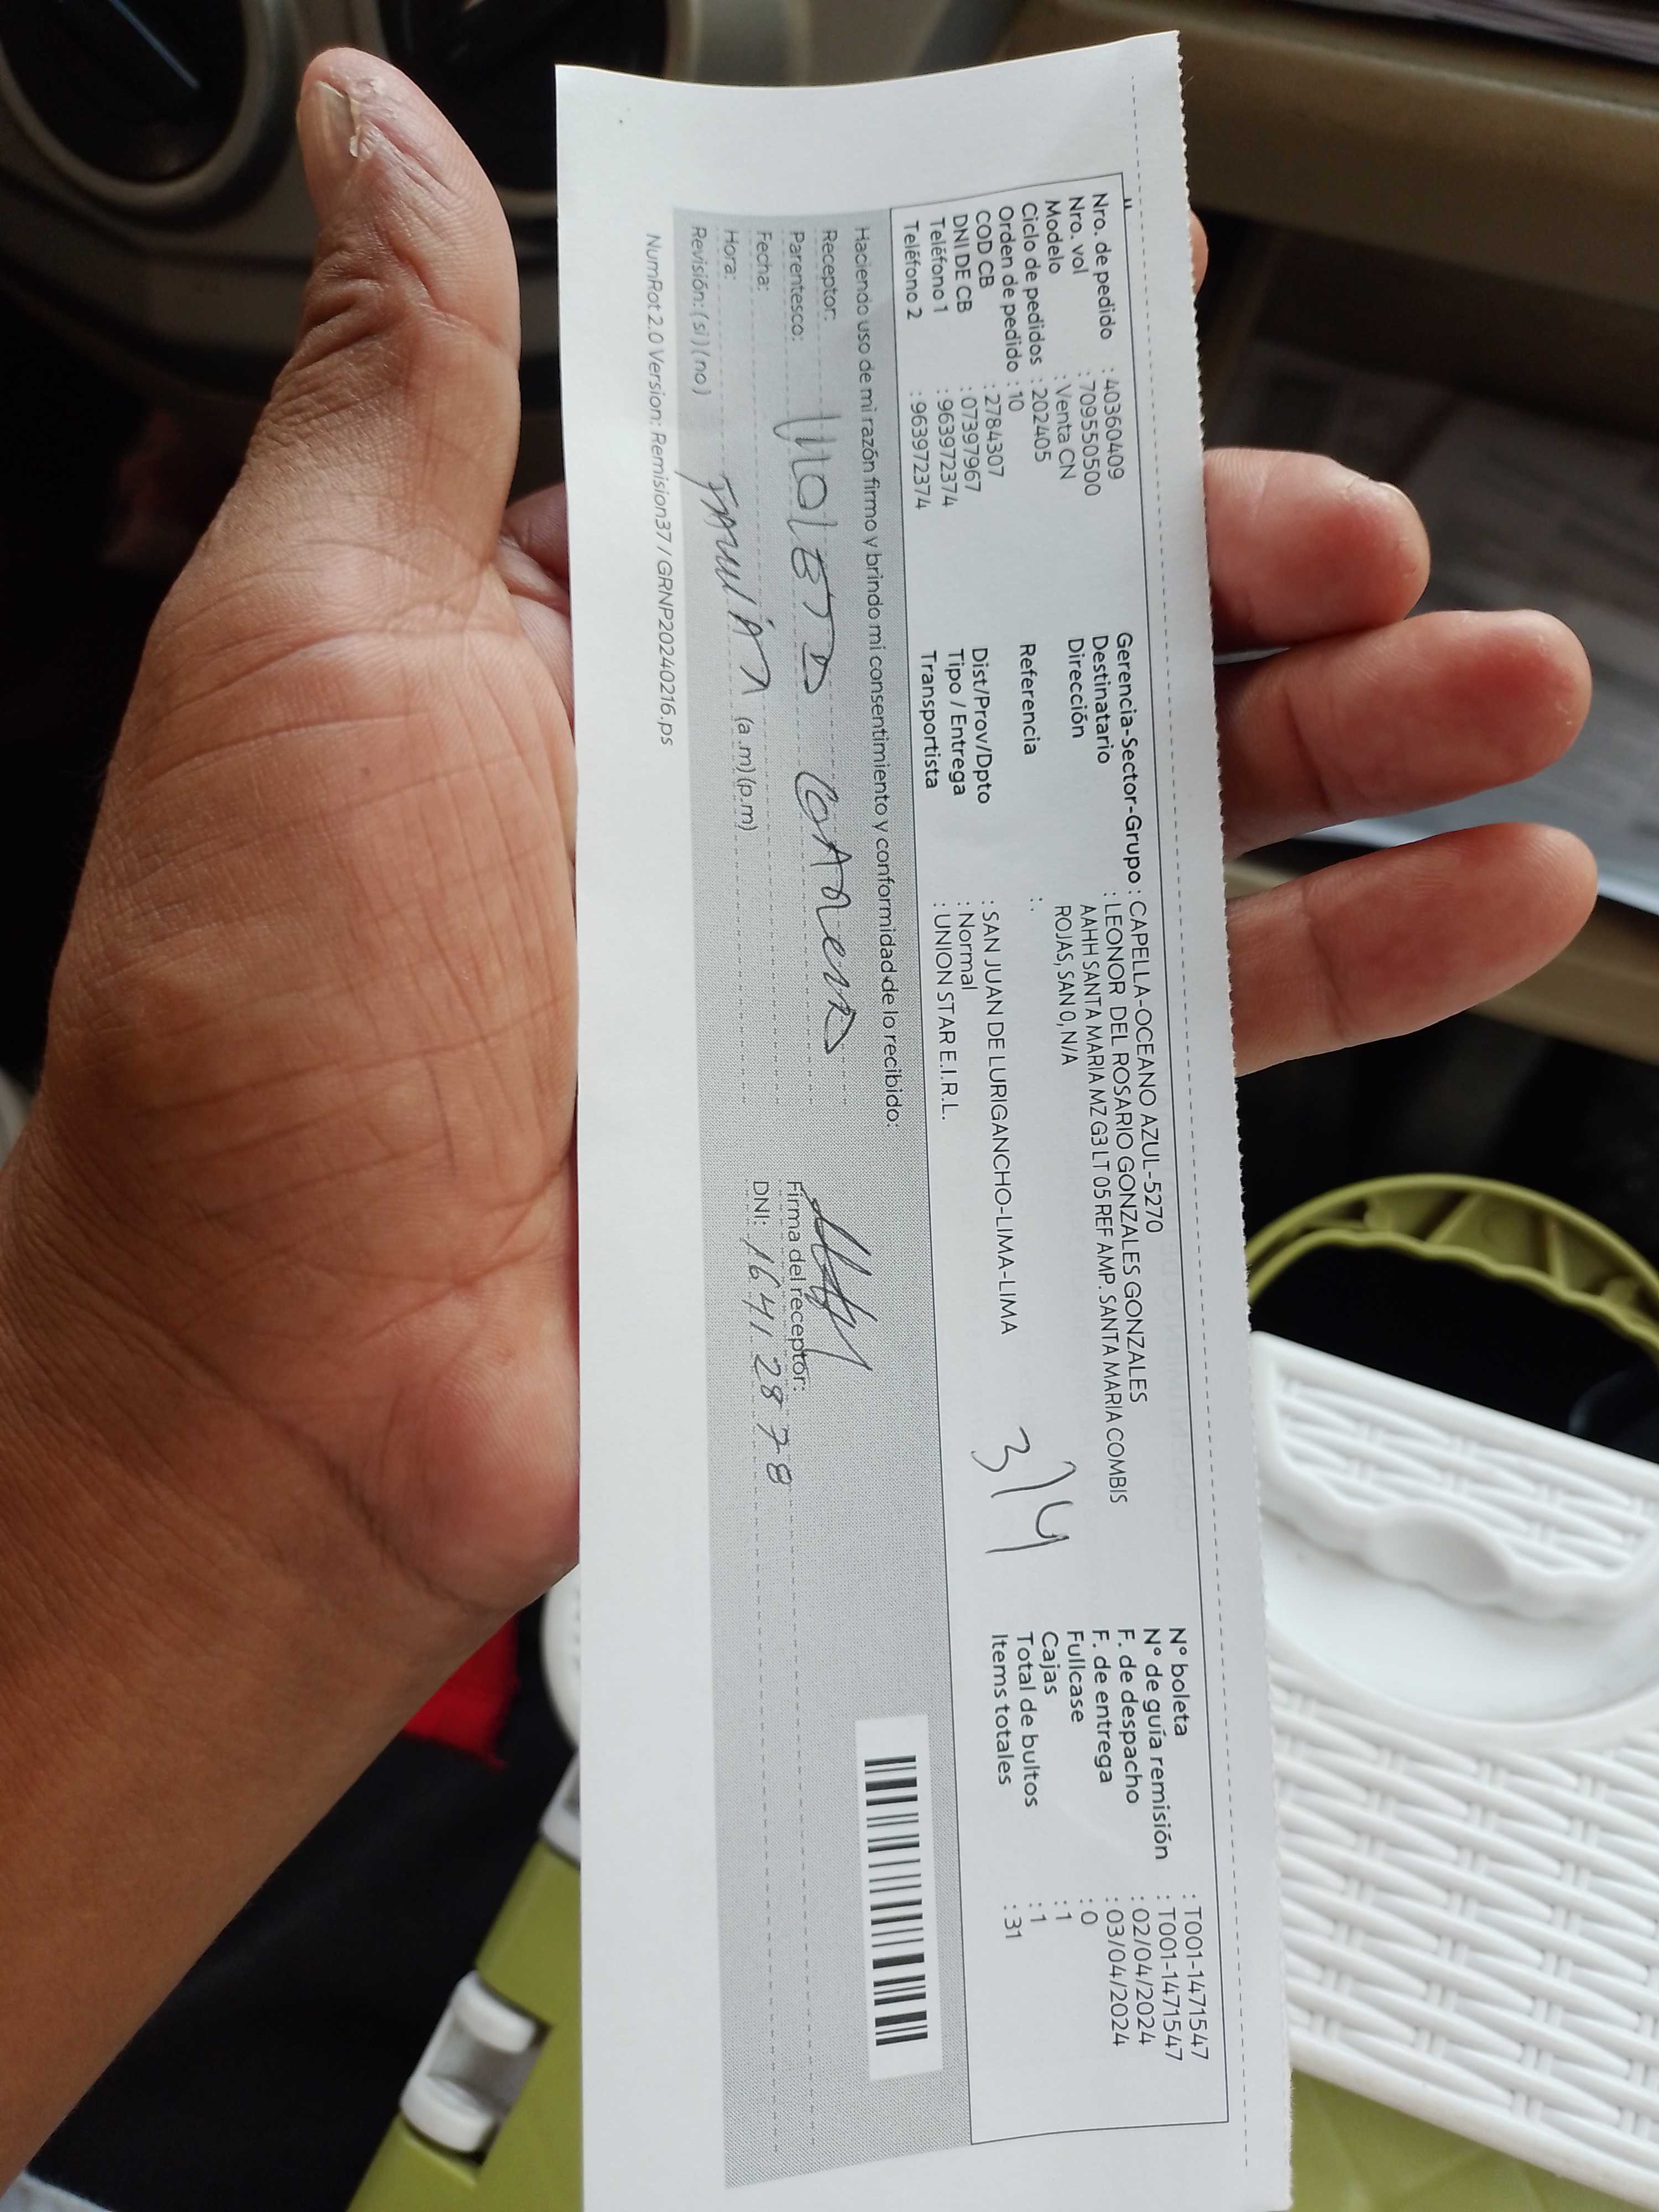 Nro. de pedido : 40360409
Nro. vol : 709550500
Modelo : Venta CN
Ciclo de pedidos : 202405
Orden de pedido : 10
COD CB : 2784307
DNI DE CB : 07397967
Teléfono 1 : 963972374
Teléfono 2 : 963972374
Gerencia-Sector-Grupo : CAPELLA-OCEANO AZUL-5270
Destinatario : LEONOR DEL ROSARIO GONZALES GONZALES
Dirección AAHH SANTA MARIA MZ G3 LT 05 REF AMP. SANTA MARIA COMBIS
ROJAS, SAN 0, N/A
Referencia : .
Dist/Prov/Dpto : SAN JUAN DE LURIGANCHO-LIMA-LIMA
Tipo / Entrega : Normal
Transportista : UNION STAR E.I.R.L.
3/4
N° boleta : T001-1471547
N° de guía remisión : T001-1471547
F. de despacho : 02/04/2024
F. de entrega : 03/04/2024
Fullcase : 0
Cajas : 1
Total de bultos : 1
Items totales : 31
Haciendo uso de mi razón firmo y brindo mi consentimiento y conformidad de lo recibido:
Receptor:
Parentesco:
Fecha:
Hora: (a.m) (p.m)
Revisión: (si) (no)
Firma del receptor:
DNI: 16412878
NumRot 2.0 Version: Remision37 / GRNP20240216.ps